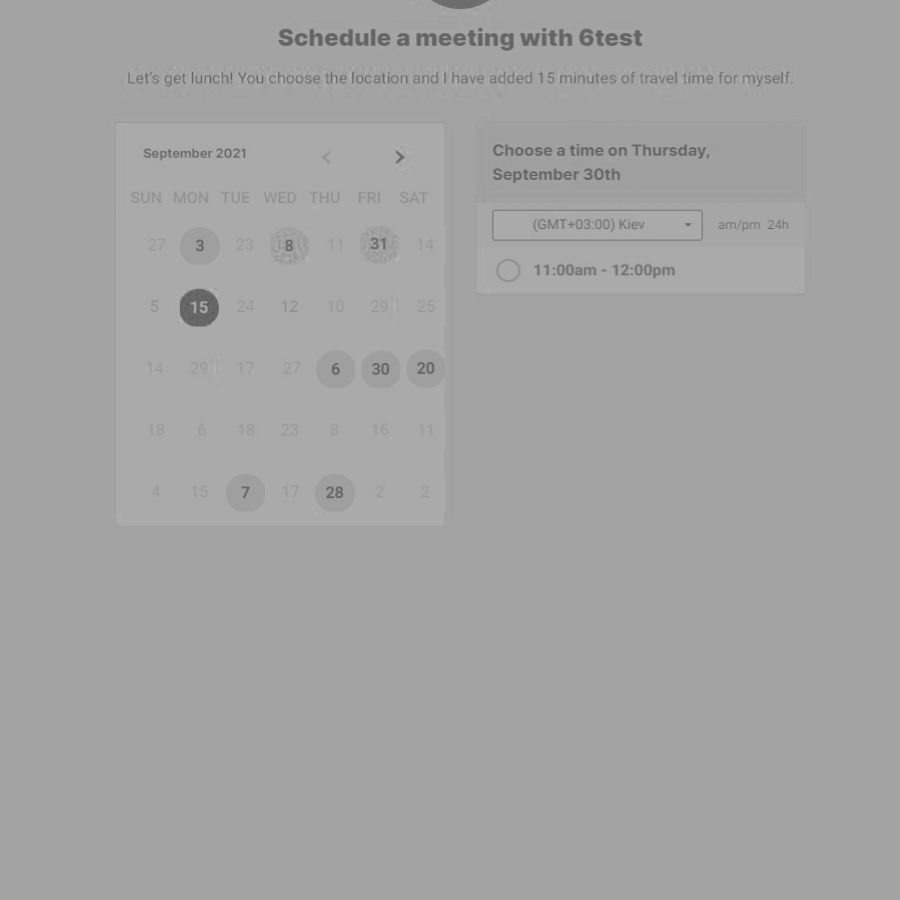 Schedule a meeting with 6test
Let's get lunch! You choose the location and I have added 15 minutes of travel time for myself.
September 2021
SUN MON TUE WED THU FRI SAT
27 3 23 8 11 31 14
5 15 24 12 10 29 25
14 29 17 27 6 30 20
18 6 18 23 8 16 11
4 15 7 17 28 2 2
Choose a time on Thursday,
September 30th
(GMT+03:00) Kiev am/pm 24h
11:00am - 12:00pm